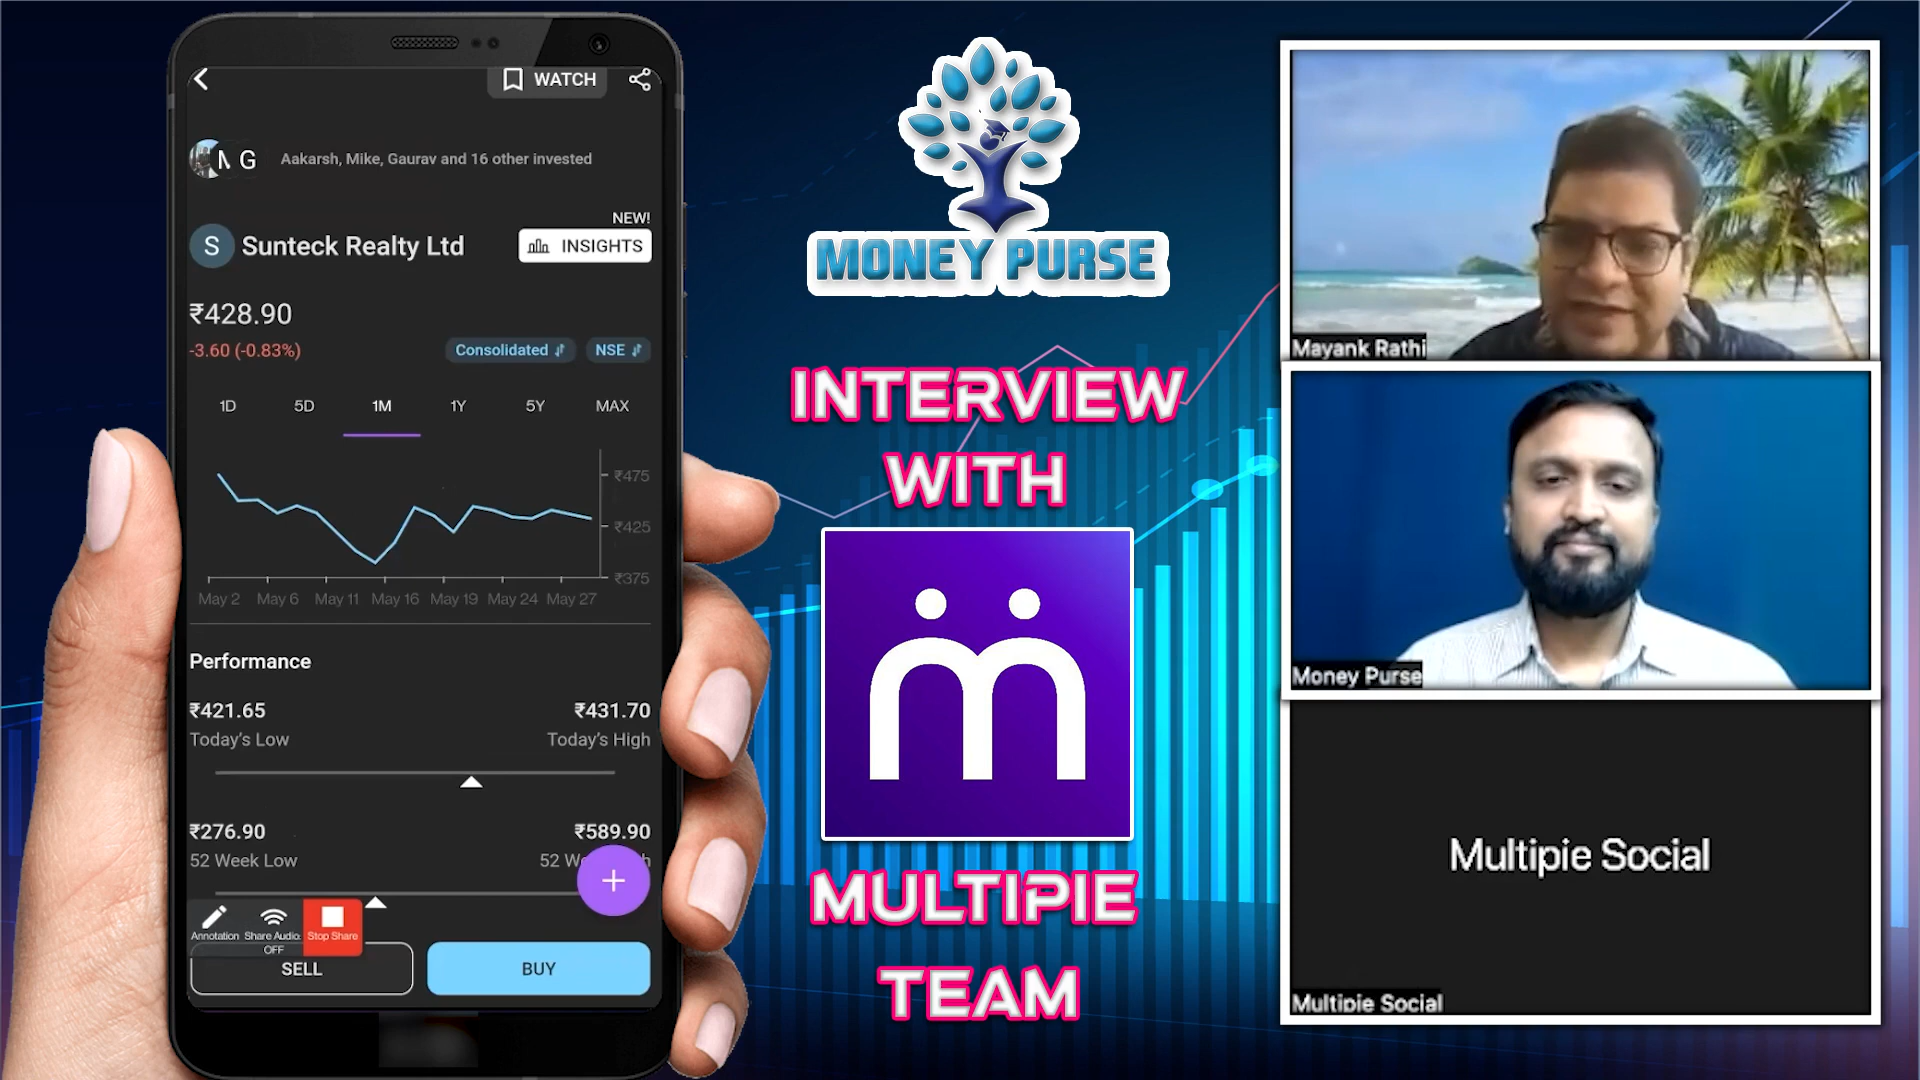 WATCH
M G
Aakarsh, Mike, Gaurav and 16 other invested
NEW!
S
Sunteck Realty Ltd
INSIGHTS
₹428.90
-3.60 (-0.83%)
Consolidated
NSE
1D 5D 1M 1Y 5Y MAX
₹475
₹425
₹375
May 2 May 6 May 11 May 16 May 19 May 24 May 27
Performance
₹421.65 ₹431.70
Today's Low Today's High
₹276.90 ₹589.90
52 Week Low 52
+
Annotation Share Audio: Stop Share
OFF
SELL BUY
MONEY PURSE
INTERVIEW
WITH
m
MULTIPIE
TEAM
Mayank Rathi
Money Purse
Multipie Social
Multipie Social